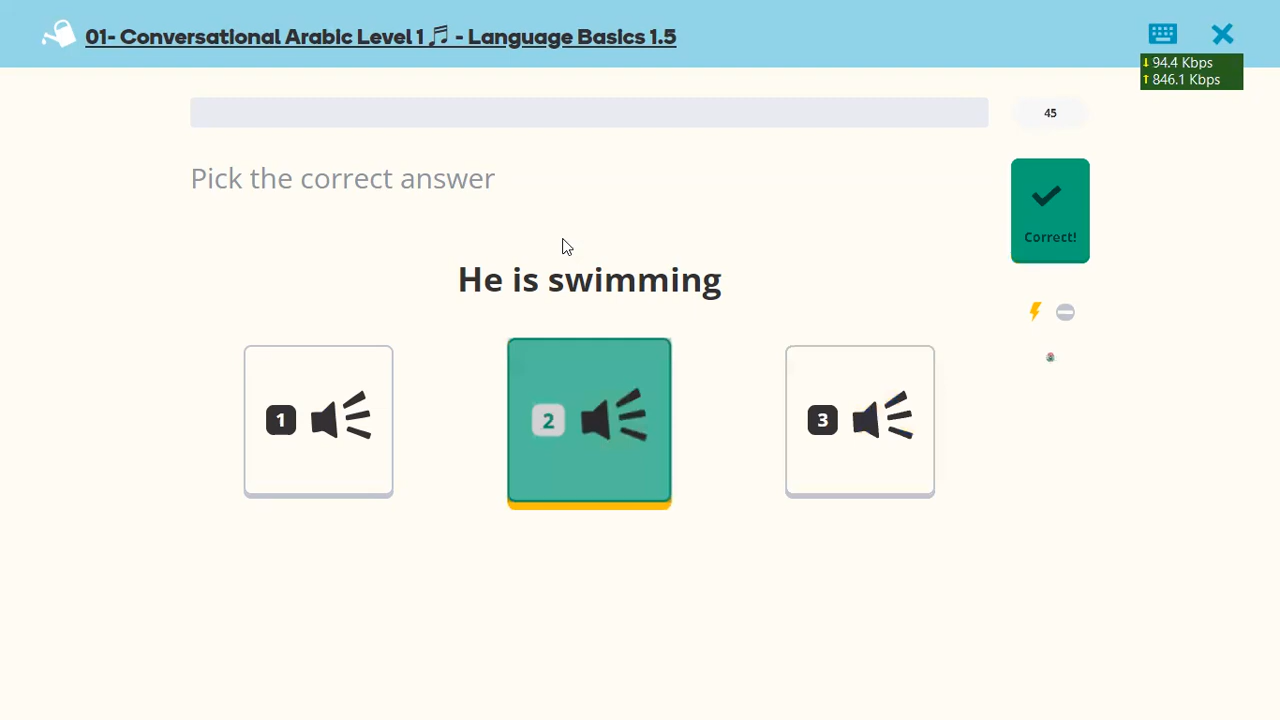 01- Conversational Arabic Level 1 🎵 - Language Basics 1.5
↓ 94.4 Kbps
↑ 846.1 Kbps
45
Pick the correct answer
Correct!
He is swimming
1
2
3